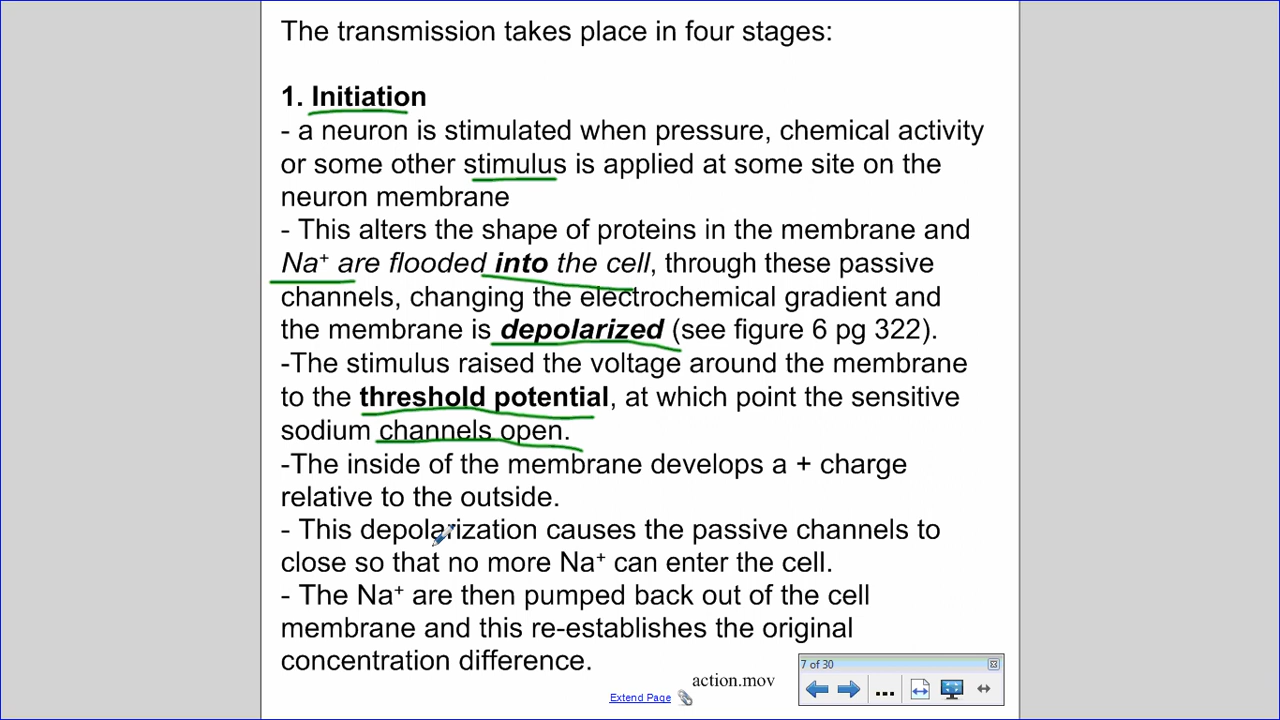 The transmission takes place in four stages:
1. Initiation
- a neuron is stimulated when pressure, chemical activity
or some other stimulus is applied at some site on the
neuron membrane
- This alters the shape of proteins in the membrane and
Na⁺ are flooded into the cell, through these passive
channels, changing the electrochemical gradient and
the membrane is depolarized (see figure 6 pg 322).
-The stimulus raised the voltage around the membrane
to the threshold potential, at which point the sensitive
sodium channels open.
-The inside of the membrane develops a + charge
relative to the outside.
- This depolarization causes the passive channels to
close so that no more Na⁺ can enter the cell.
- The Na⁺ are then pumped back out of the cell
membrane and this re-establishes the original
concentration difference.
action.mov
Extend Page
7 of 30
...